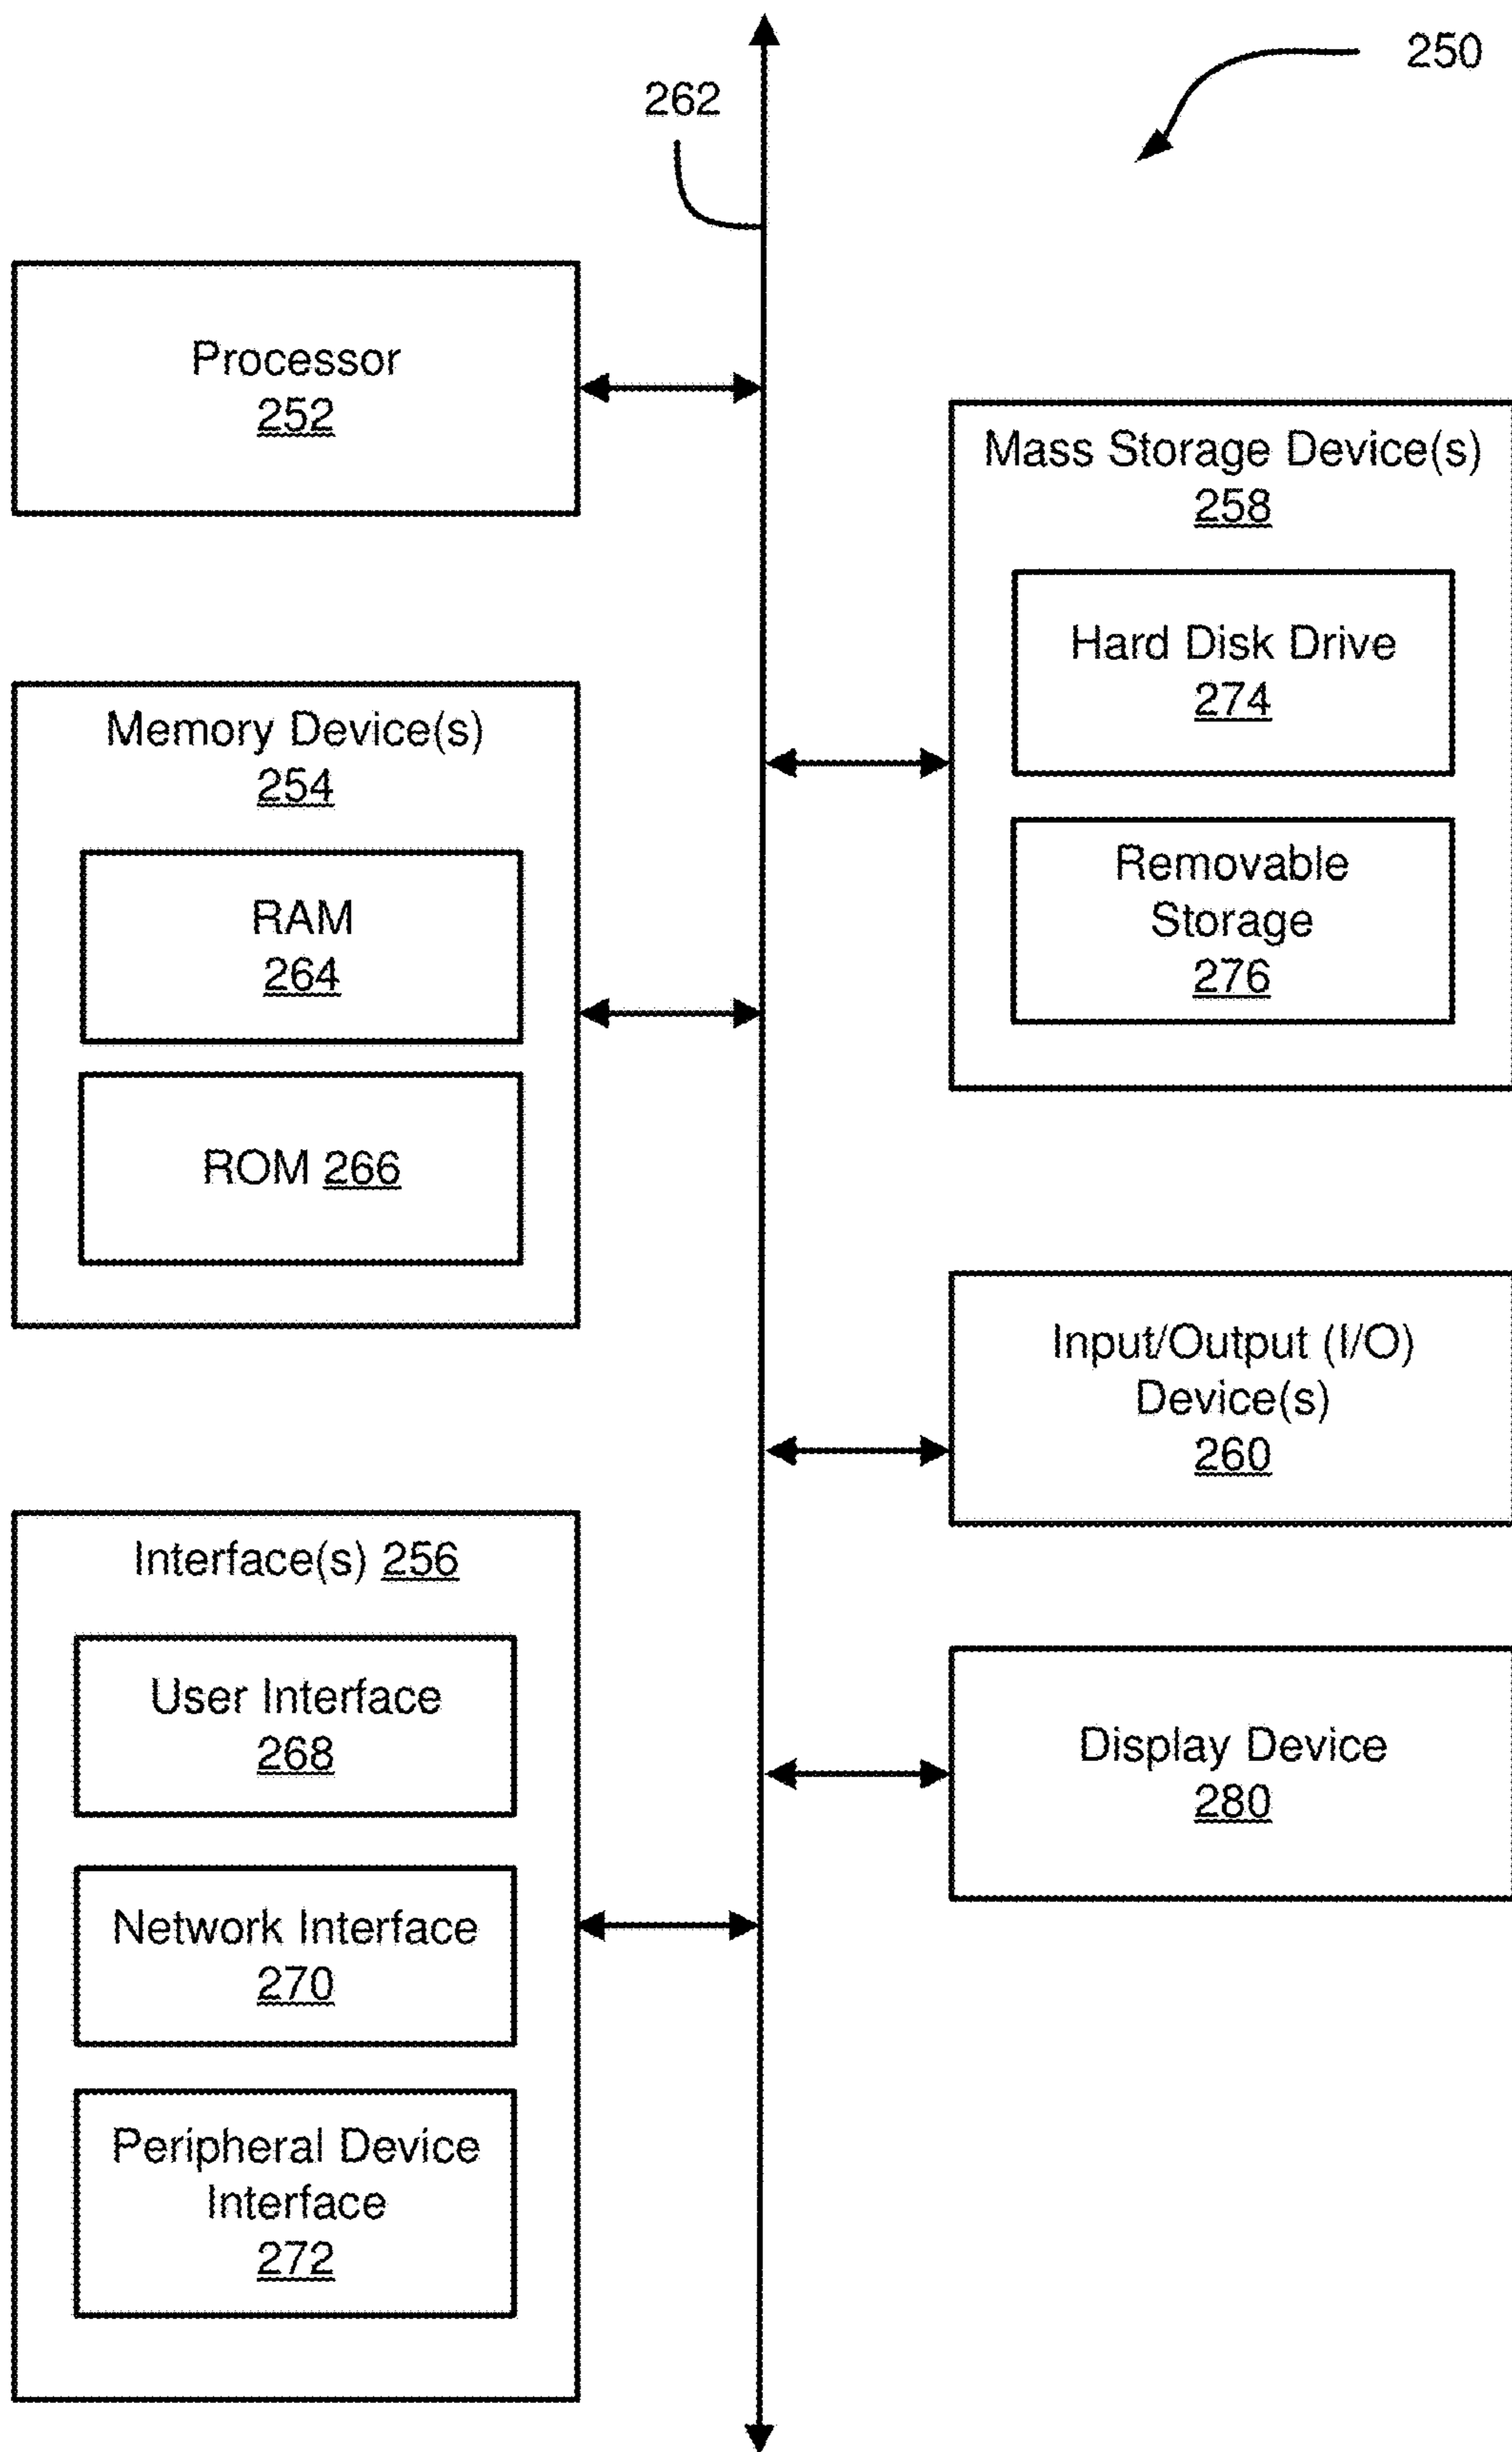 250
262
Processor
252
Mass Storage Device(s)
258
Hard Disk Drive
274
Removable
Storage
276
Memory Device(s)
254
RAM
264
ROM 266
Input/Output (I/O)
Device(s)
260
Interface(s) 256
User Interface
268
Network Interface
270
Peripheral Device
Interface
272
Display Device
280